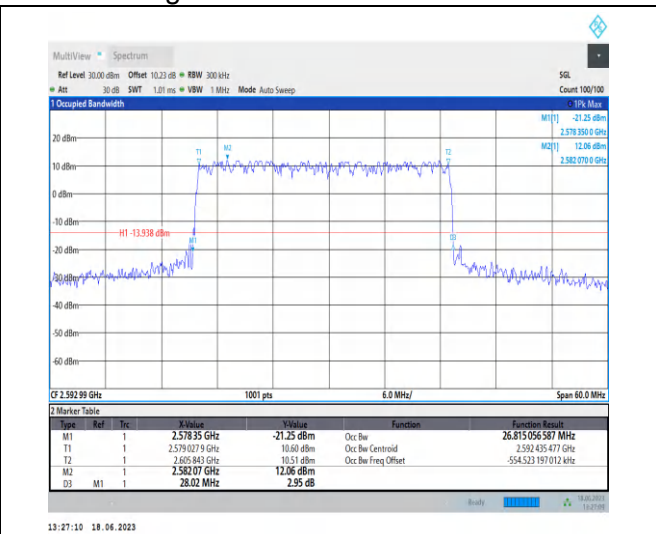 MultiView Spectrum
Ref Level 30.00 dBm Offset 10.23 dB RBW 300 kHz SGL
Att 30 dB SWT 1.01 ms VBW 1 MHz Mode Auto Sweep Count 100/100
1 Occupied Bandwidth 1Pk Max
M1[1] -21.25 dBm
2.578 350 0 GHz
M2[1] 12.06 dBm
2.582 070 0 GHz
20 dBm
T1 M2 T2
10 dBm
0 dBm
-10 dBm
H1 -13.938 dBm
M1 D3
-20 dBm
-30 dBm
-40 dBm
-50 dBm
-60 dBm
CF 2.592 99 GHz 1001 pts 6.0 MHz/ Span 60.0 MHz
2 Marker Table
Type Ref Trc X-Value Y-Value Function Function Result
M1 1 2.578 35 GHz -21.25 dBm Occ Bw 26.815 056 587 MHz
T1 1 2.579 027 9 GHz 10.60 dBm Occ Bw Centroid 2.592 435 477 GHz
T2 1 2.605 843 GHz 10.51 dBm Occ Bw Freq Offset -554.523 197 012 kHz
M2 1 2.582 07 GHz 12.06 dBm
D3 M1 1 28.02 MHz 2.95 dB
Ready 18.06.2023
13:27:10 18.06.2023